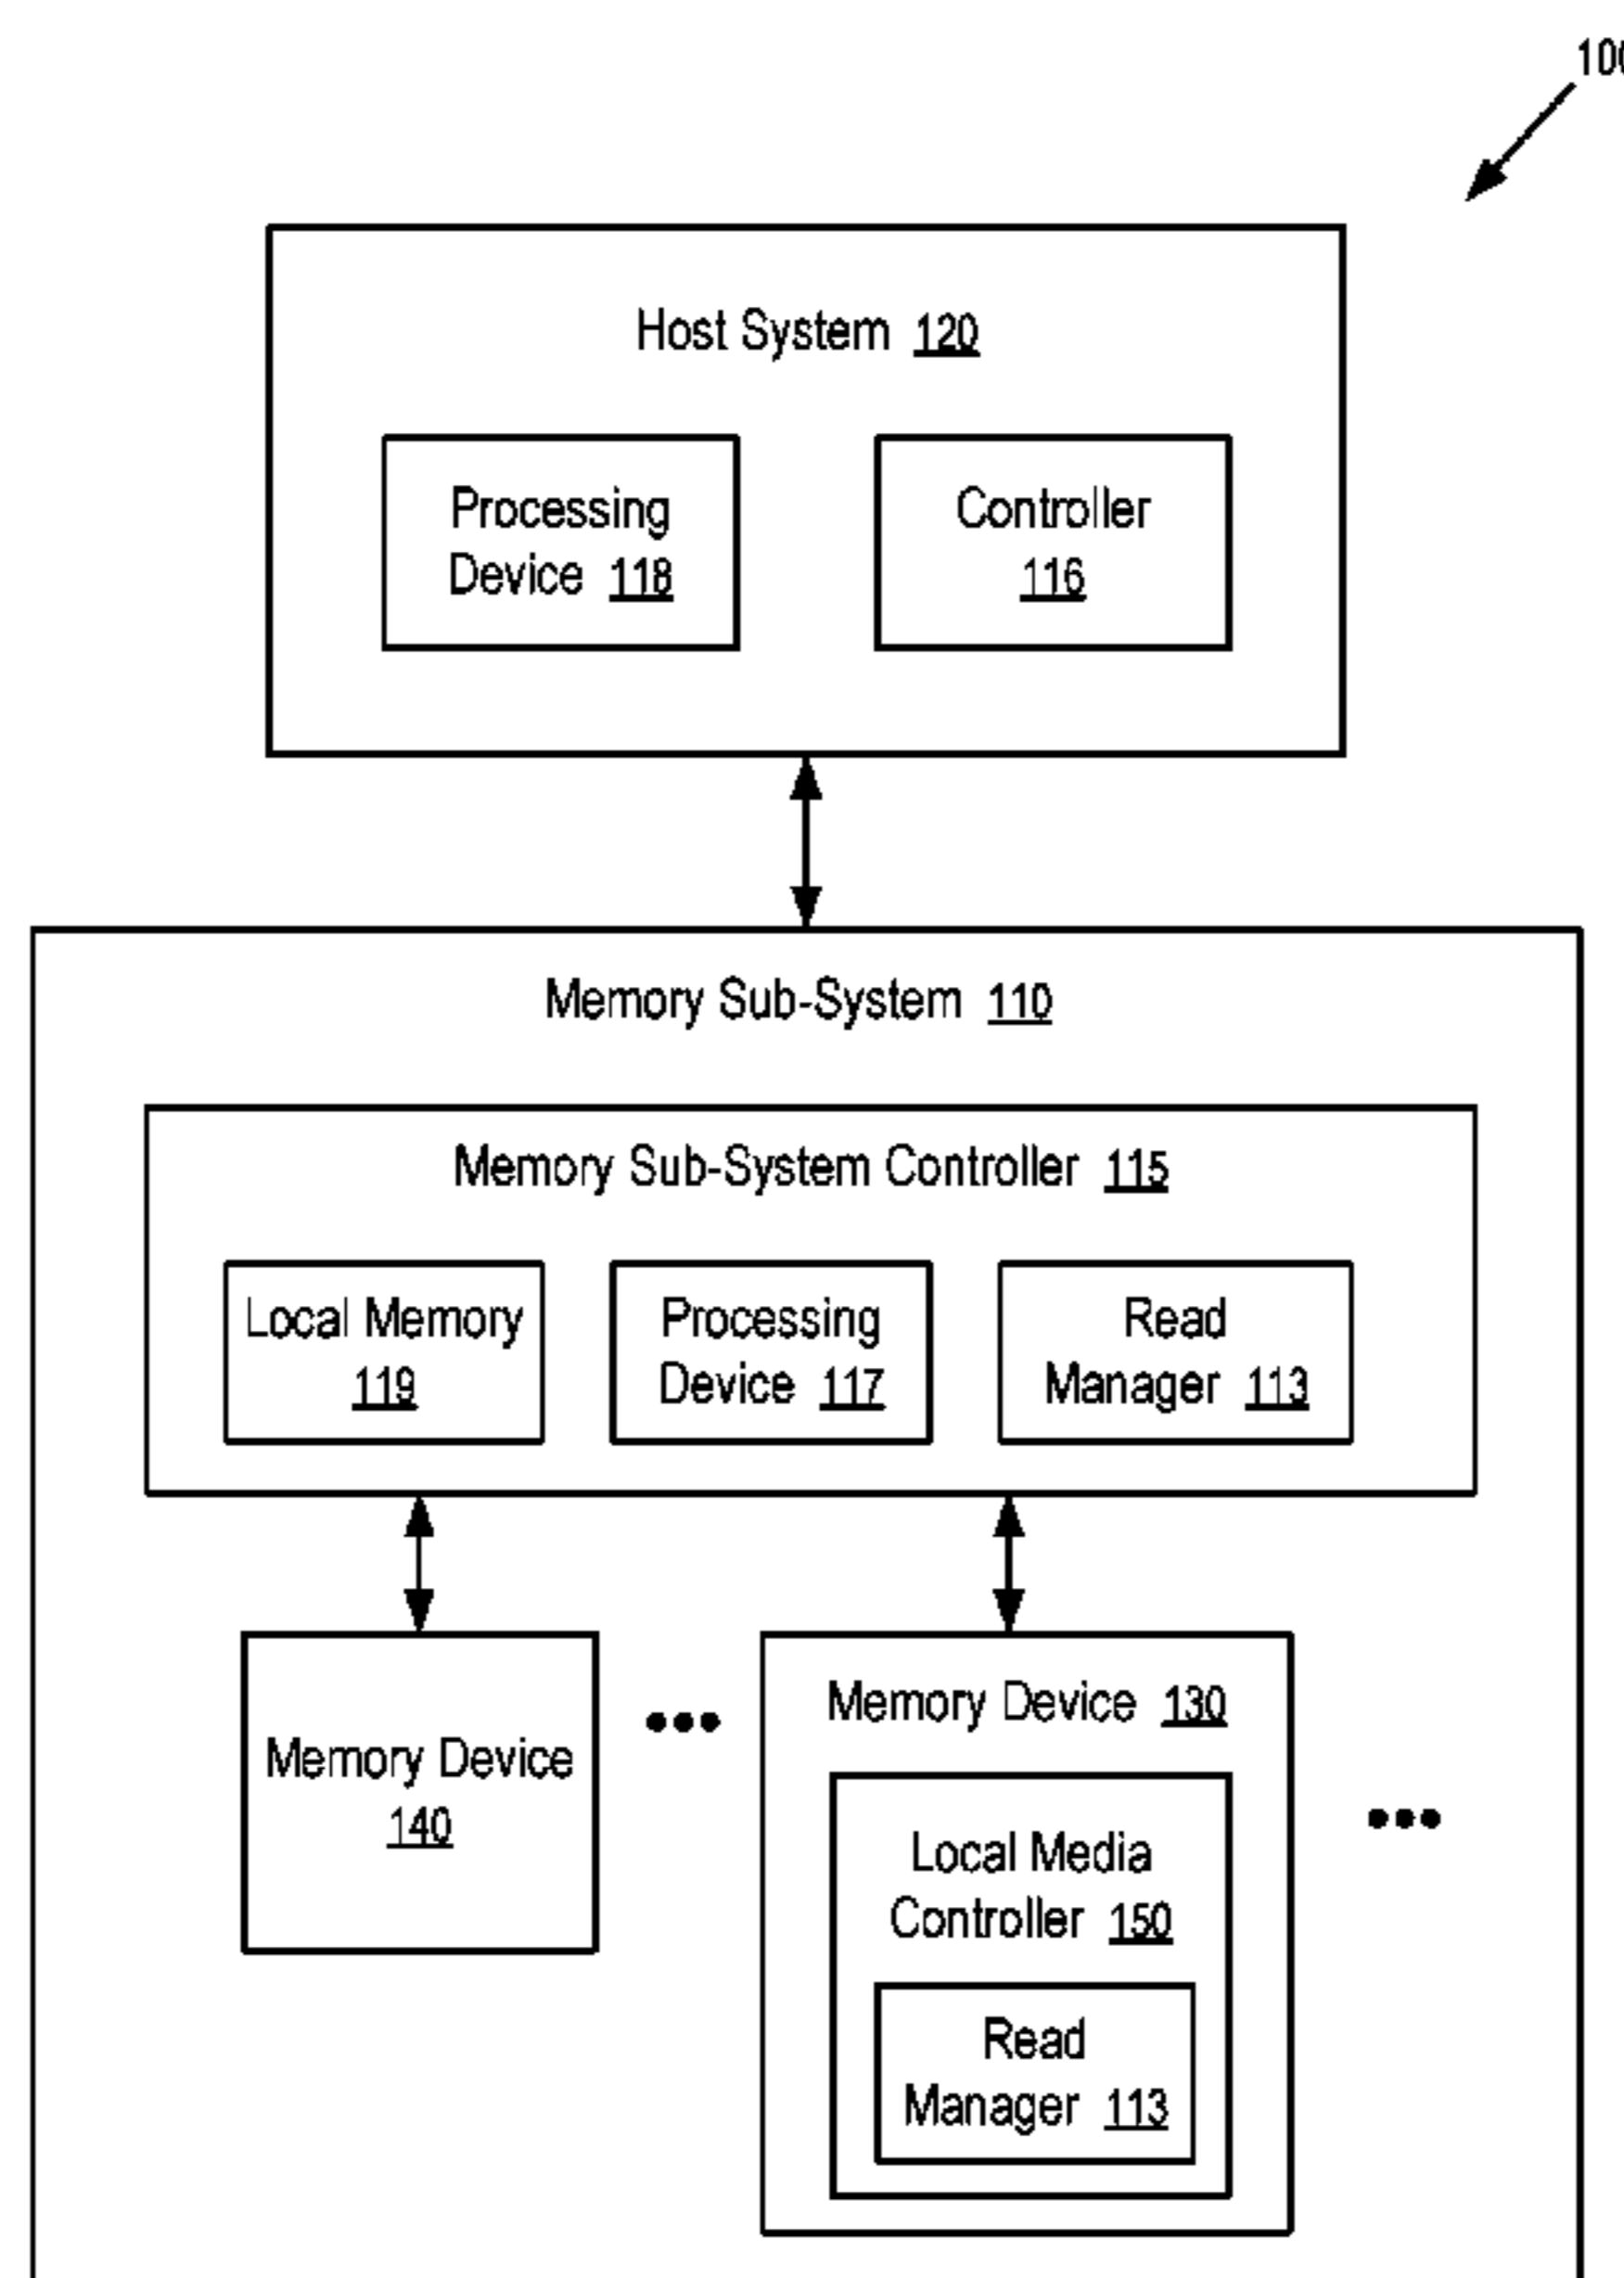 100
Host System 120
Processing
Device 118
Controller
116
Memory Sub-System 110
Memory Sub-System Controller 115
Local Memory
119
Processing
Device 117
Read
Manager 113
Memory Device
140
Memory Device 130
Local Media
Controller 150
Read
Manager 113